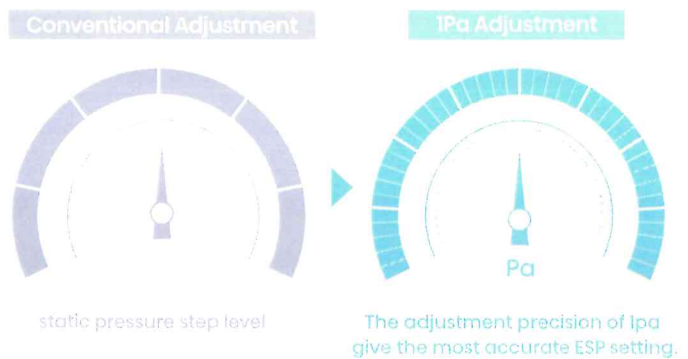 Conventional Adjustment
1Pa Adjustment
Pa
static pressure step level
The adjustment precision of 1pa
give the most accurate ESP setting.